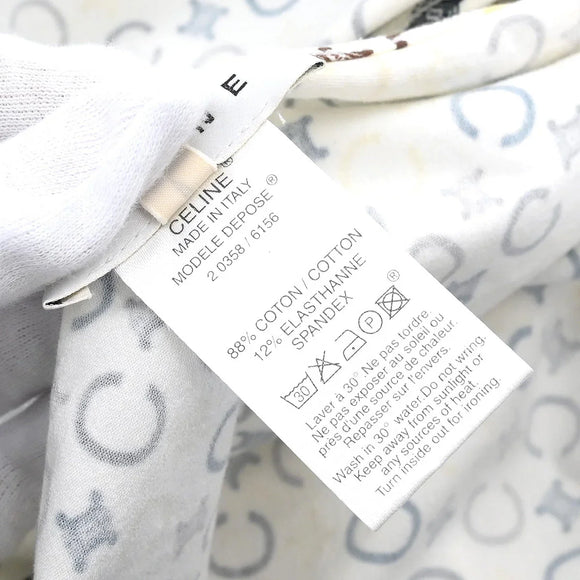 N E
CELINE®
MADE IN ITALY
MODELE DEPOSE®
2 0358 / 6156
88% COTON / COTTON
12% ELASTHANNE
SPANDEX
30 P ®
Laver à 30° Ne pas tordre
Ne pas exposer au soleil ou
près d'une source de chaleur.
Repasser sur l'envers.
Wash in 30° water.Do not wring.
Keep away from sunlight or
any sources of heat.
Turn inside out for ironing.